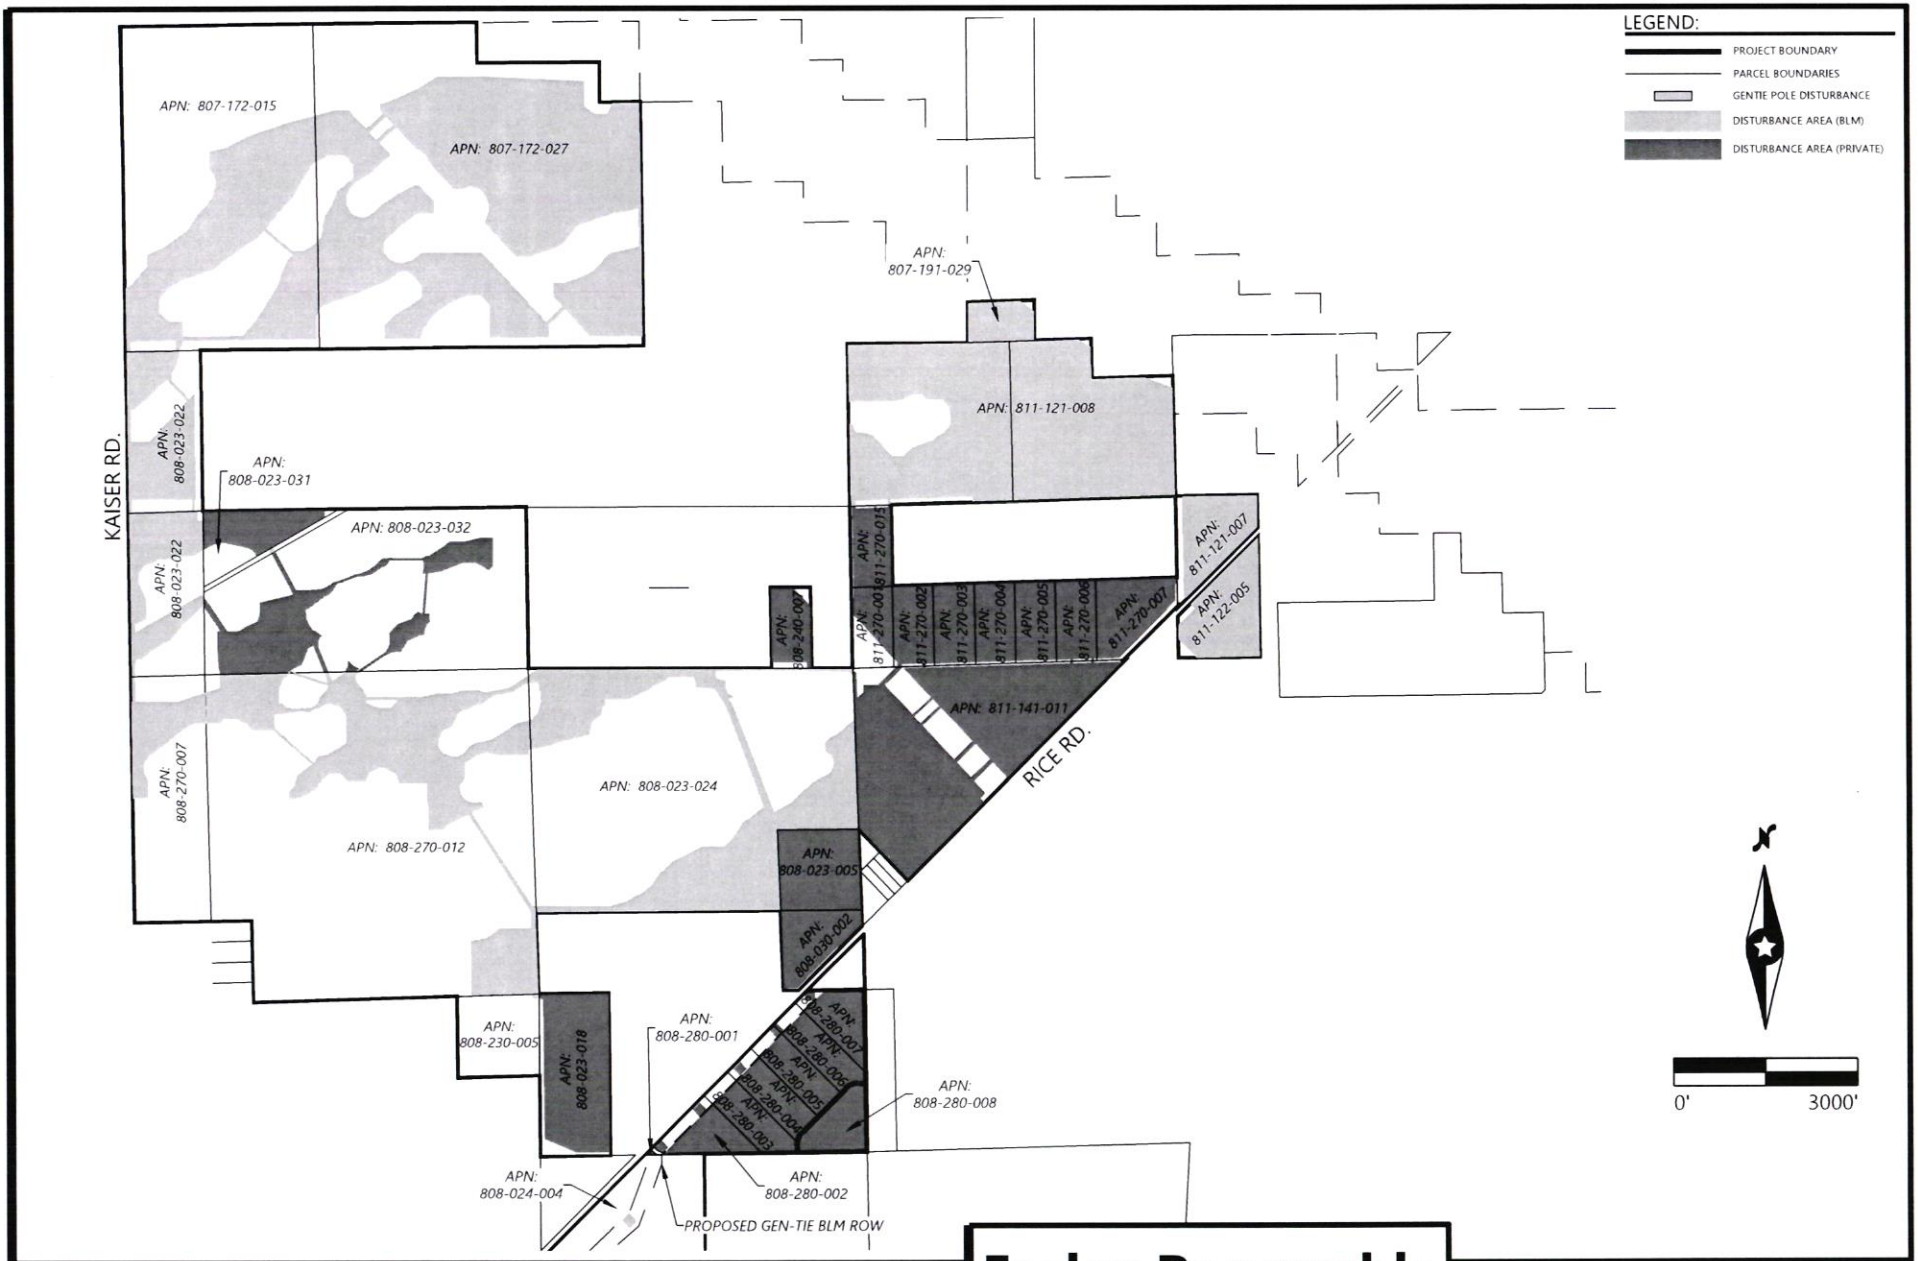 LEGEND:
PROJECT BOUNDARY
PARCEL BOUNDARIES
GENTIE POLE DISTURBANCE
DISTURBANCE AREA (BLM)
DISTURBANCE AREA (PRIVATE)
APN: 807-172-015
APN: 807-172-027
APN:
807-191-029
APN: 811-121-008
KAISER RD.
APN:
808-023-022
APN:
808-023-031
APN: 808-023-032
APN:
808-023-022
APN:
811-270-015
APN:
811-121-007
APN:
811-122-005
APN:
808-240-007
APN:
811-270-001
APN:
811-270-002
APN:
811-270-003
APN:
811-270-004
APN:
811-270-005
APN:
811-270-006
APN:
811-270-007
APN: 811-141-011
RICE RD.
APN:
808-270-007
APN: 808-023-024
APN: 808-270-012
APN:
808-023-005
APN:
808-030-002
APN:
808-230-005
APN:
808-023-018
APN:
808-280-001
APN:
808-280-007
APN:
808-280-006
APN:
808-280-005
APN:
808-280-004
APN:
808-280-003
APN:
808-280-008
APN:
808-024-004
APN:
808-280-002
PROPOSED GEN-TIE BLM ROW
N
0' 3000'